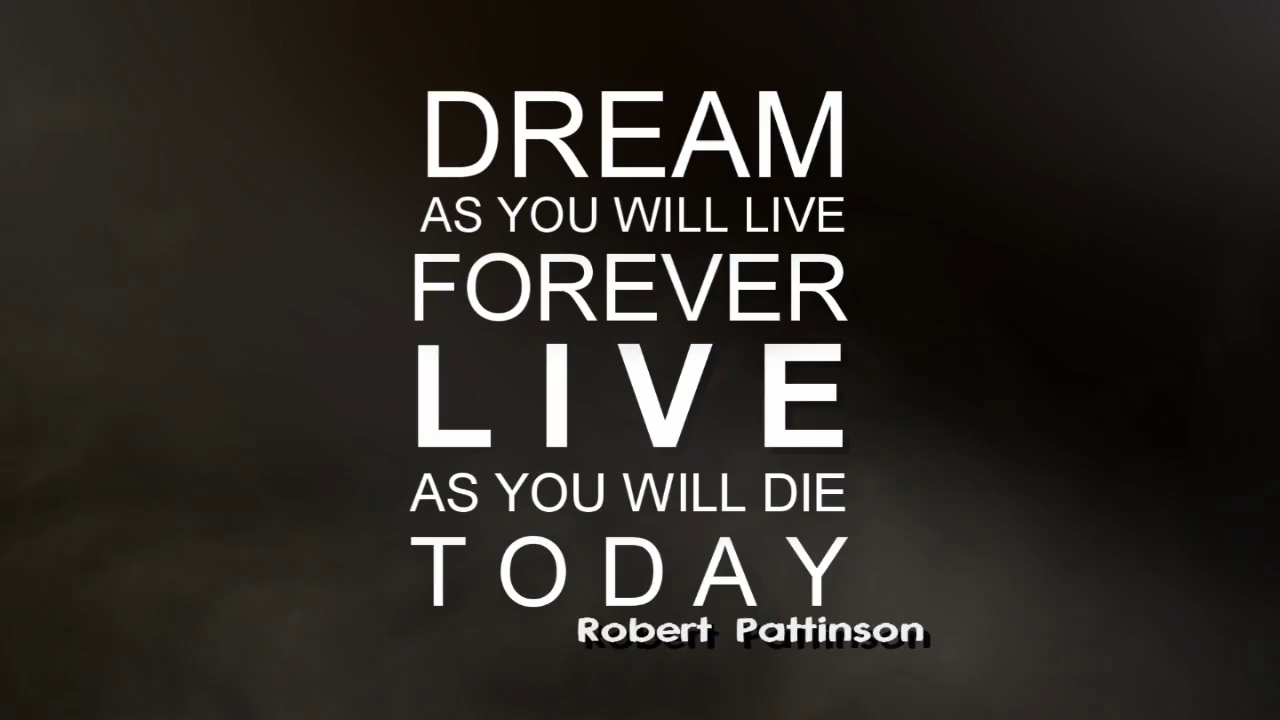 DREAM
AS YOU WILL LIVE
FOREVER
LIVE
AS YOU WILL DIE
TODAY
Robert Pattinson